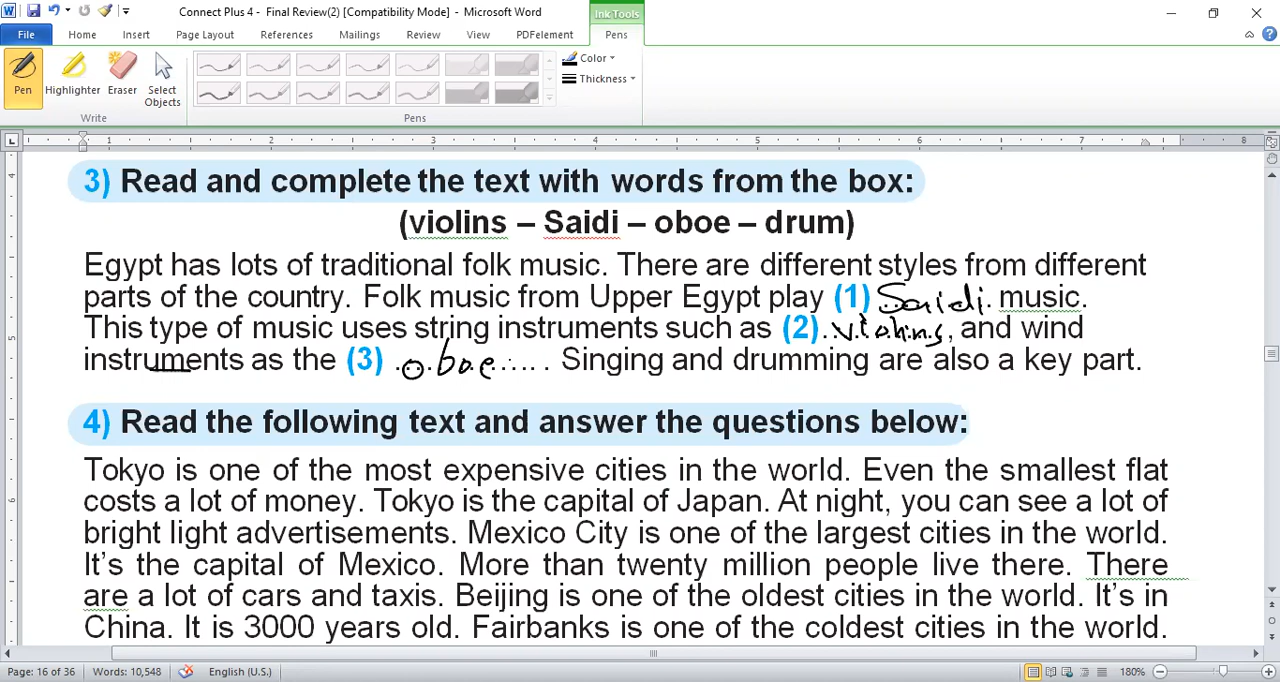 Connect Plus 4 - Final Review(2) [Compatibility Mode] - Microsoft Word
Ink Tools
File Home Insert Page Layout References Mailings Review View PDFelement Pens
Pen Highlighter Eraser Select Objects
Color
Thickness
Write Pens
1 2 3 4 5 6 7 8
3) Read and complete the text with words from the box:
(violins – Saidi – oboe – drum)
Egypt has lots of traditional folk music. There are different styles from different
parts of the country. Folk music from Upper Egypt play (1) Saidi music.
This type of music uses string instruments such as (2) violins, and wind
instruments as the (3) oboe. Singing and drumming are also a key part.
4) Read the following text and answer the questions below:
Tokyo is one of the most expensive cities in the world. Even the smallest flat
costs a lot of money. Tokyo is the capital of Japan. At night, you can see a lot of
bright light advertisements. Mexico City is one of the largest cities in the world.
It's the capital of Mexico. More than twenty million people live there. There
are a lot of cars and taxis. Beijing is one of the oldest cities in the world. It's in
China. It is 3000 years old. Fairbanks is one of the coldest cities in the world.
Page: 16 of 36 Words: 10,548 English (U.S.) 180%